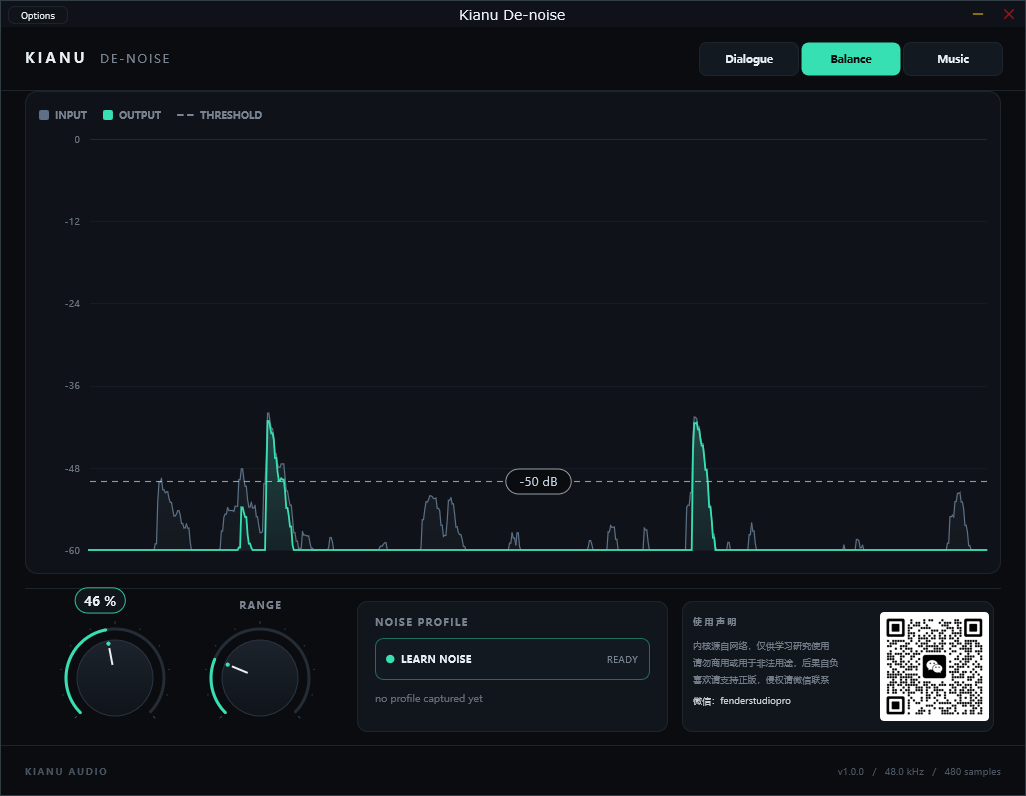 Options
Kianu De-noise
KIANU DE-NOISE
Dialogue
Balance
Music
INPUT
OUTPUT
THRESHOLD
0
-12
-24
-36
-48
-50 dB
-60
46 %
RANGE
NOISE PROFILE
LEARN NOISE
READY
no profile captured yet
使用声明
内核源自网络，仅供学习研究使用
请勿商用或用于非法用途，后果自负
喜欢请支持正版，侵权请微信联系
微信：fenderstudiopro
KIANU AUDIO
v1.0.0 / 48.0 kHz / 480 samples